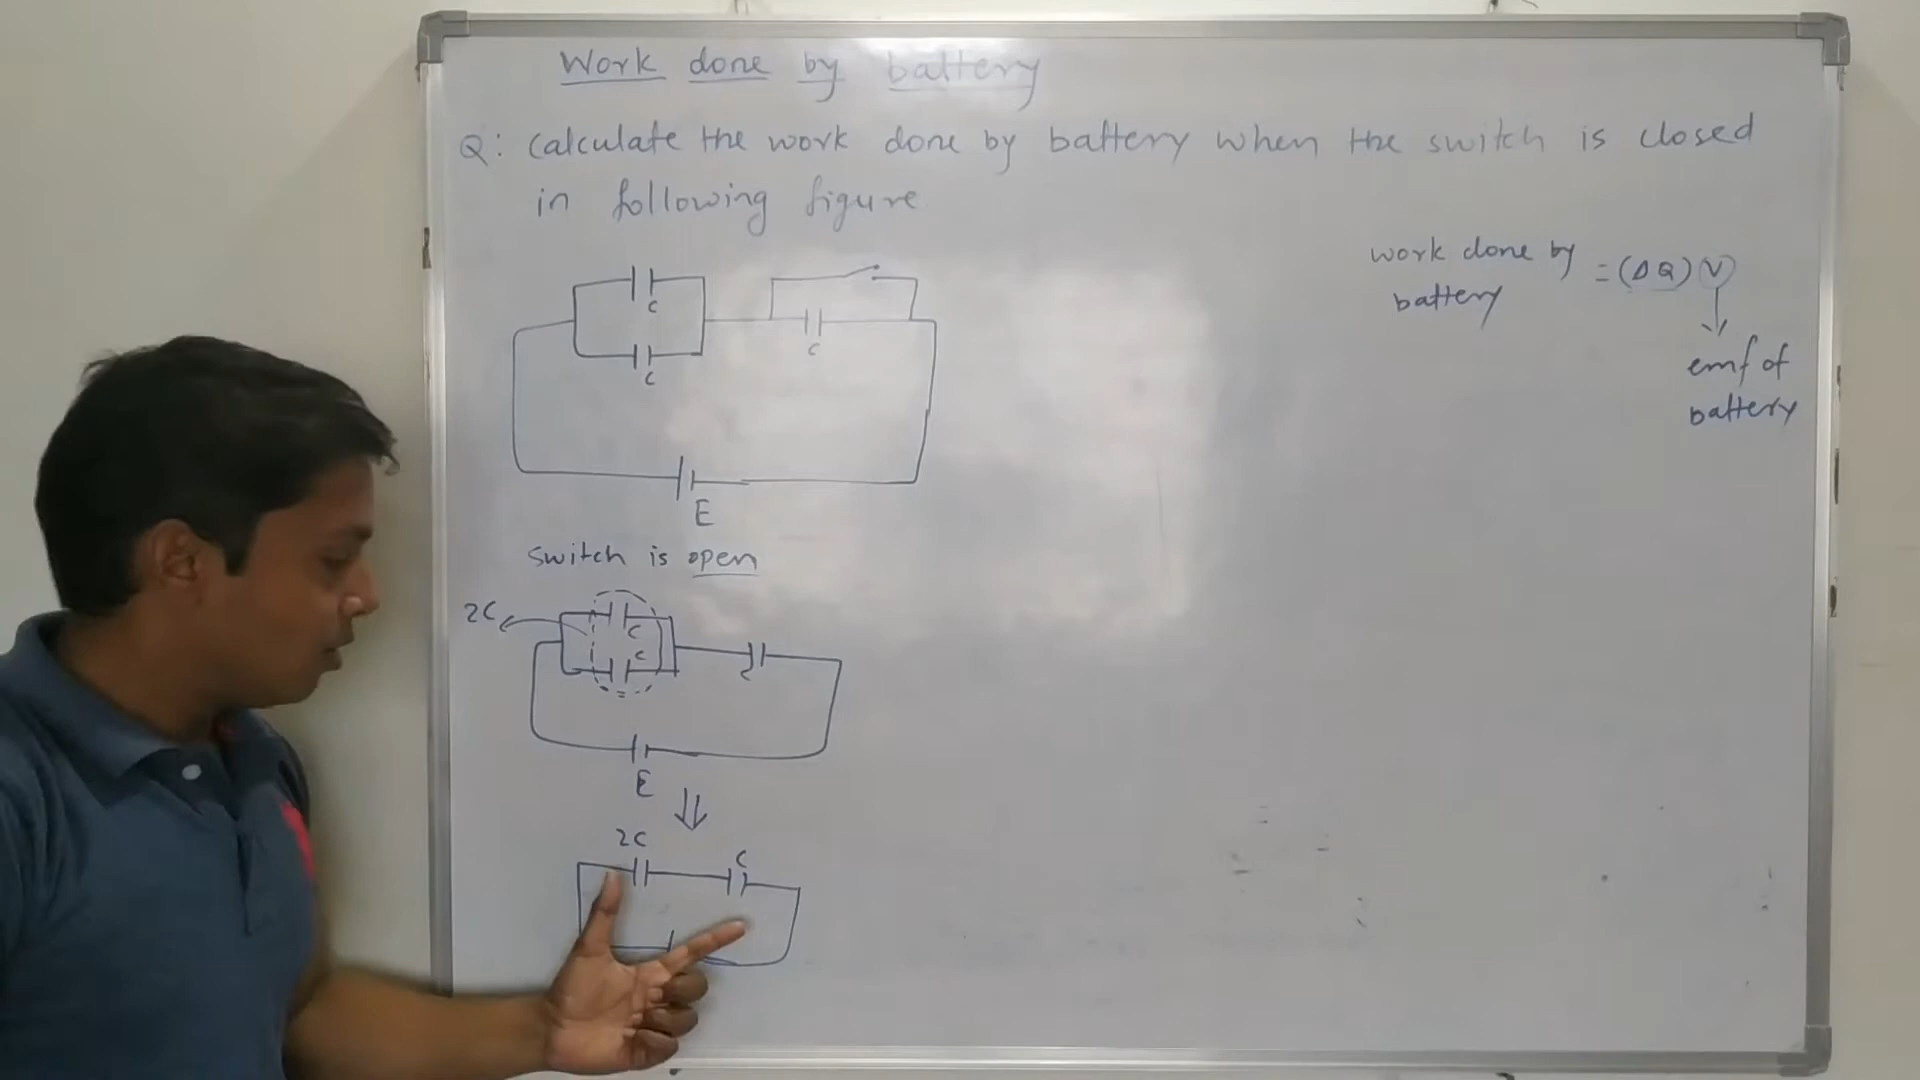 Work done by battery
Q: Calculate the work done by battery when the switch is closed
in following figure
work done by
battery
= (ΔQ) (V)
emf of
battery
C
C
C
E
switch is open
2C
C
C
C
E
2C
C